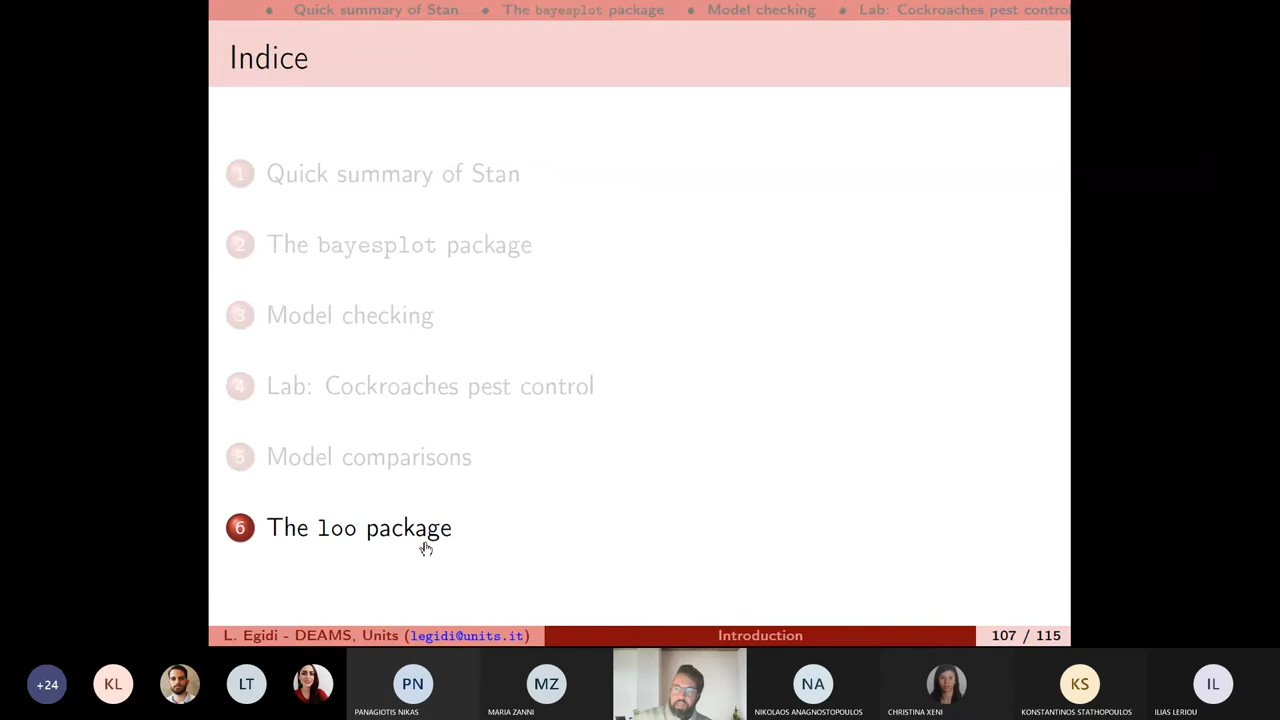 Quick summary of Stan The bayesplot package Model checking Lab: Cockroaches pest control
Indice
1 Quick summary of Stan
2 The bayesplot package
3 Model checking
4 Lab: Cockroaches pest control
5 Model comparisons
6 The loo package
L. Egidi - DEAMS, Units (legidi@units.it) Introduction 107 / 115
+24 KL LT PN MZ NA KS IL
PANAGIOTIS NIKAS MARIA ZANNI NIKOLAOS ANAGNOSTOPOULOS CHRISTINA XENI KONSTANTINOS STATHOPOULOS ILIAS LERIOU